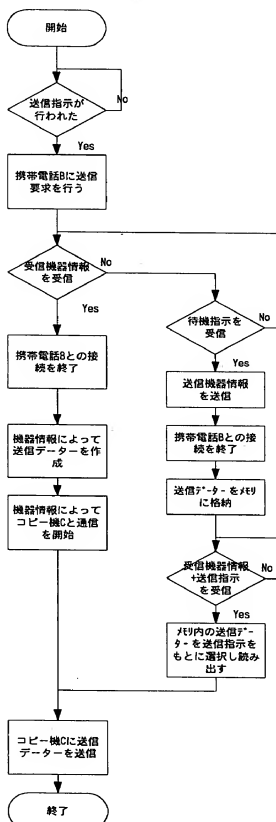 開始
送信指示が
行われた
No
Yes
携帯電話Bに送信
要求を行う
受信機器情報
を受信
No
Yes
待機指示を
受信
No
Yes
携帯電話Bとの接
続を終了
送信機器情報
を送信
携帯電話Bとの接
続を終了
機器情報によって
送信データーを作
成
送信ﾃﾞｰﾀｰをメモリ
に格納
機器情報によって
コピー機Cと通信
を開始
受信機器情報
+送信指示
を受信
No
Yes
ﾒﾓﾘ内の送信ﾃﾞｰ
ﾀｰを送信指示を
もとに選択し読み
出す
コピー機Cに送信
データーを送信
終了